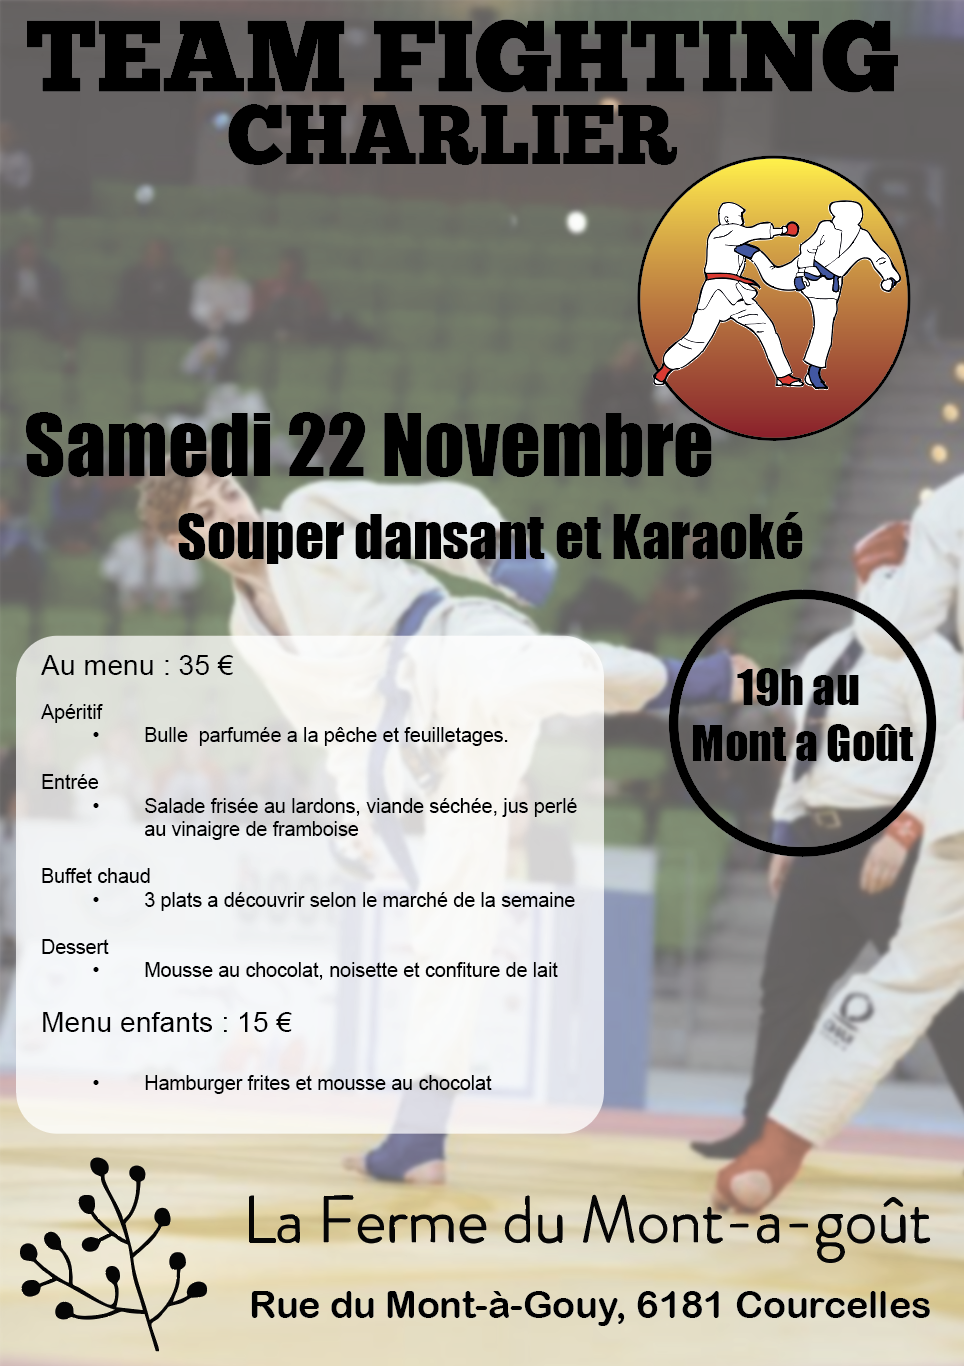 TEAM FIGHTING
CHARLIER
Samedi 22 Novembre
Souper dansant et Karaoké
19h au
Mont a Goût
Au menu : 35 €
Apéritif
• Bulle  parfumée a la pêche et feuilletages.
Entrée
• Salade frisée au lardons, viande séchée, jus perlé
au vinaigre de framboise
Buffet chaud
• 3 plats a découvrir selon le marché de la semaine
Dessert
• Mousse au chocolat, noisette et confiture de lait
Menu enfants : 15 €
• Hamburger frites et mousse au chocolat
La Ferme du Mont-a-goût
Rue du Mont-à-Gouy, 6181 Courcelles